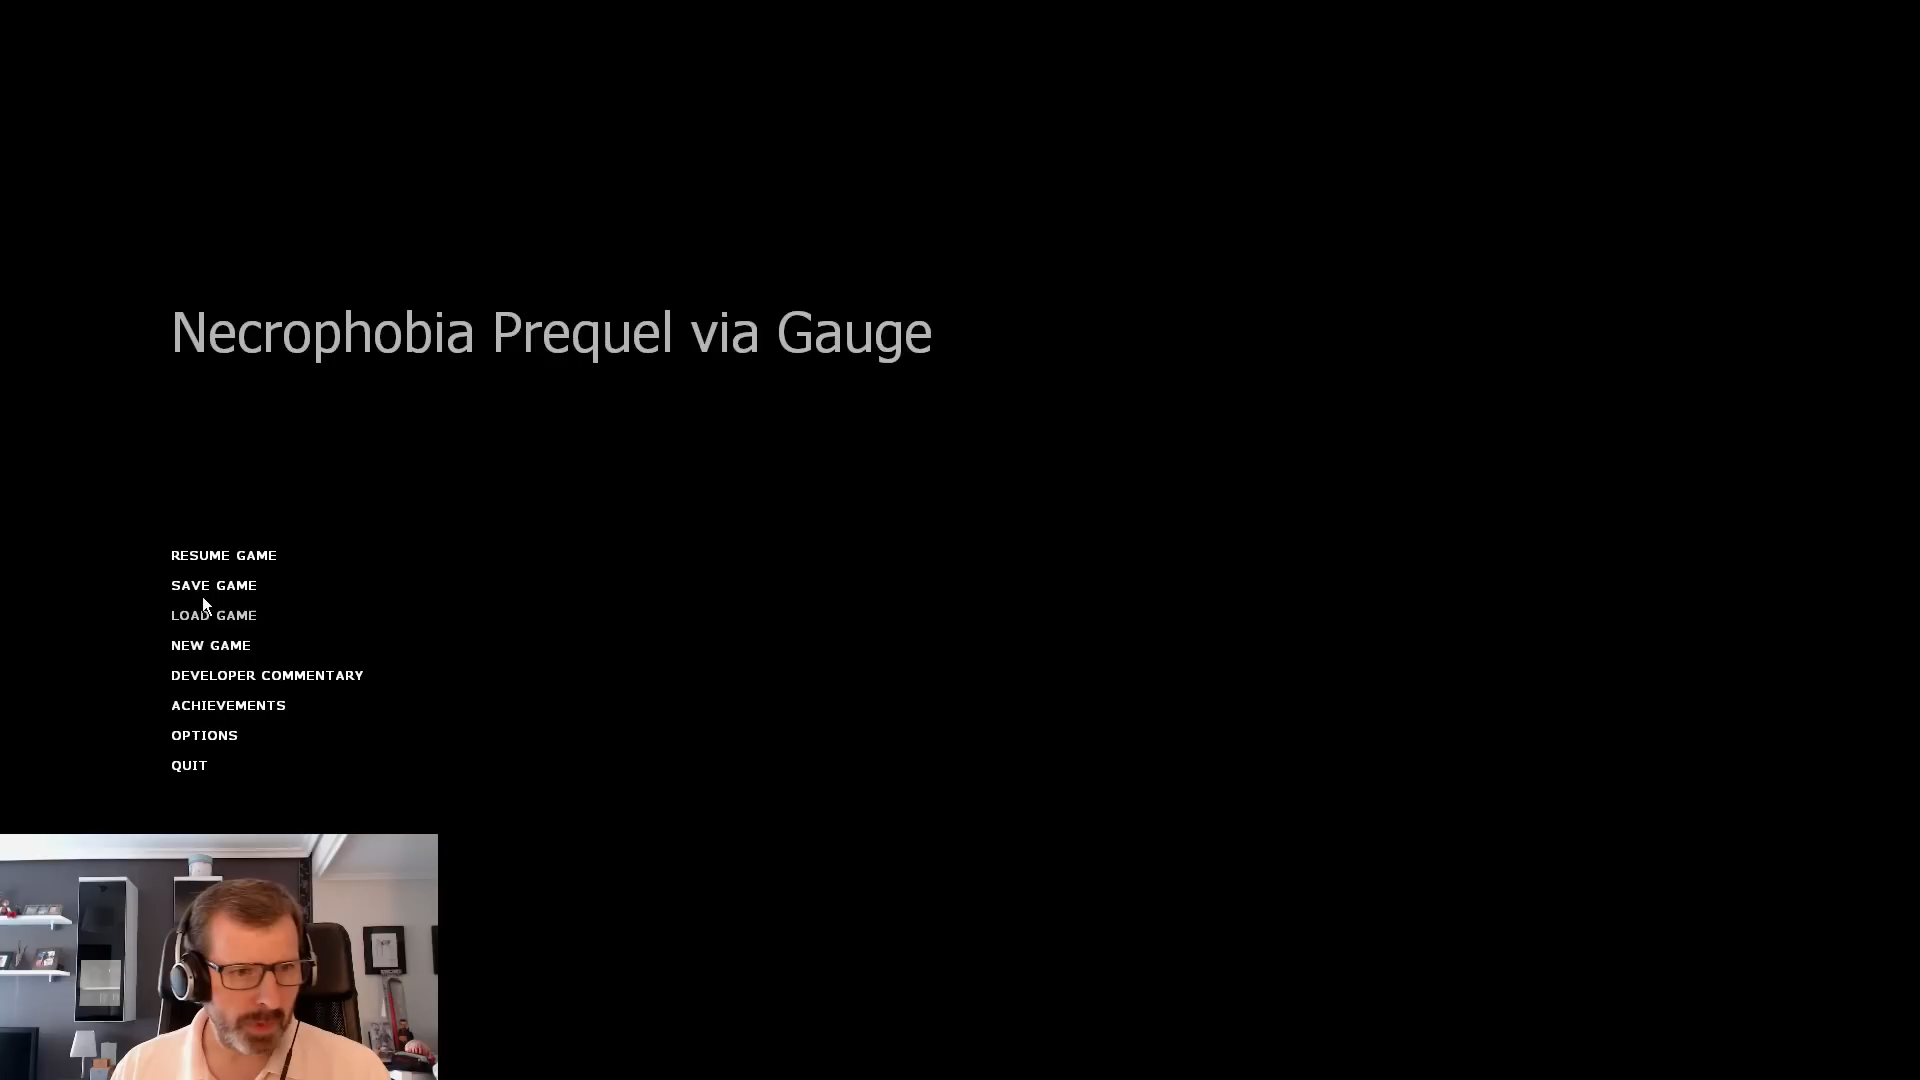 Necrophobia Prequel via Gauge
RESUME GAME
SAVE GAME
LOAD GAME
NEW GAME
DEVELOPER COMMENTARY
ACHIEVEMENTS
OPTIONS
QUIT